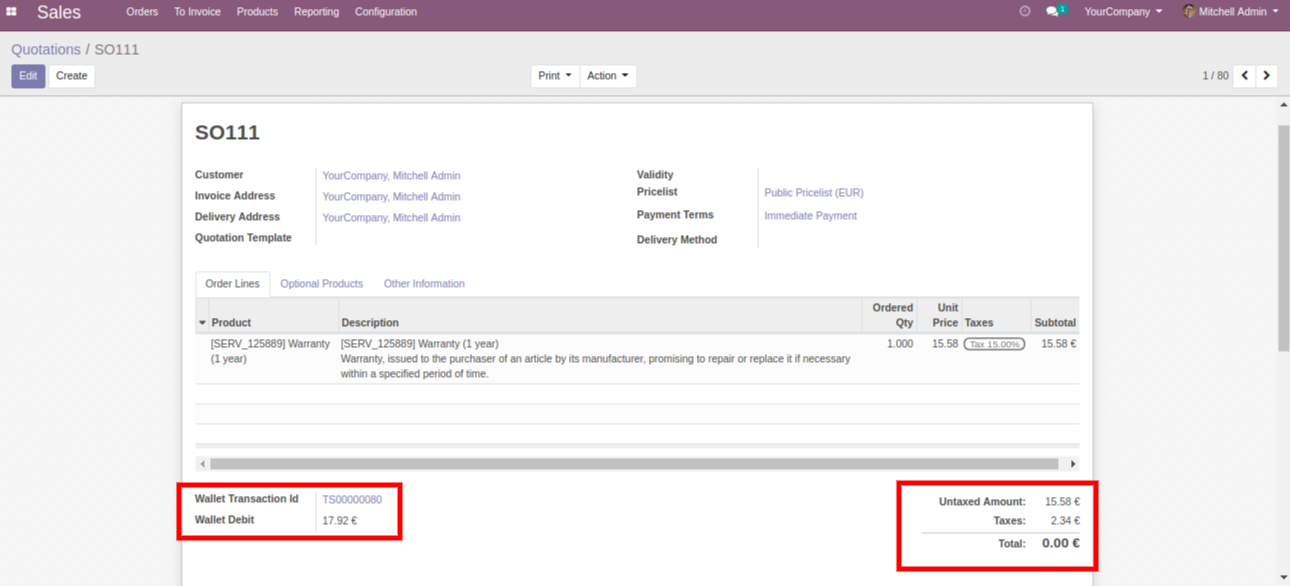 Sales Orders To Invoice Products Reporting Configuration 1 YourCompany Mitchell Admin
Quotations / SO111
Edit Create Print Action 1 / 80
SO111
Customer YourCompany, Mitchell Admin
Invoice Address YourCompany, Mitchell Admin
Delivery Address YourCompany, Mitchell Admin
Quotation Template
Validity
Pricelist Public Pricelist (EUR)
Payment Terms Immediate Payment
Delivery Method
Order Lines Optional Products Other Information
Product Description Ordered Qty Unit Price Taxes Subtotal
[SERV_125889] Warranty (1 year) [SERV_125889] Warranty (1 year) 1.000 15.58 Tax 15.00% 15.58 €
Warranty, issued to the purchaser of an article by its manufacturer, promising to repair or replace it if necessary
within a specified period of time.
Wallet Transaction Id TS00000080
Wallet Debit 17.92 €
Untaxed Amount: 15.58 €
Taxes: 2.34 €
Total: 0.00 €